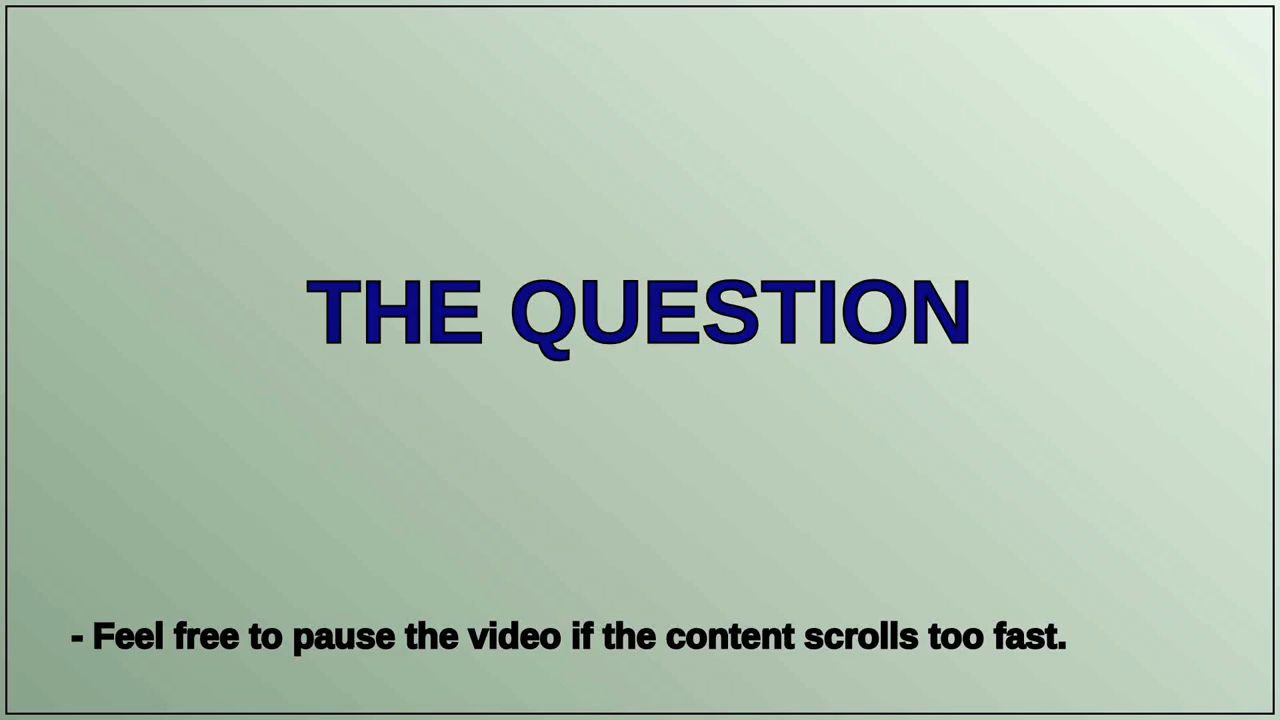 THE QUESTION
- Feel free to pause the video if the content scrolls too fast.